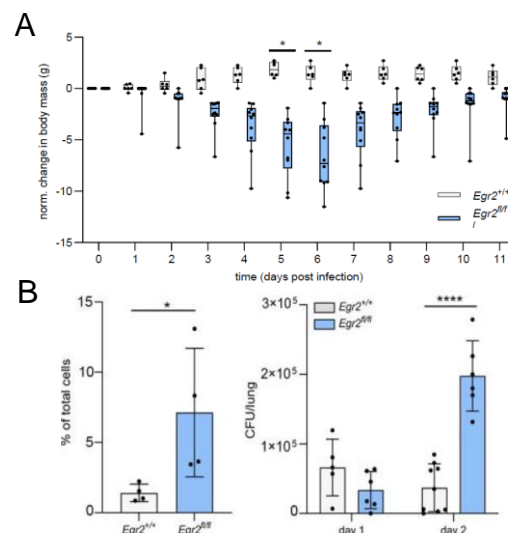 A
norm. change in body mass (g)
5
0
-5
-10
-15
* *
Egr2+/+
Egr2fl/f
l
0 1 2 3 4 5 6 7 8 9 10 11
time (days post infection)
B
% of total cells
15
10
5
0
*
Egr2+/+ Egr2fl/fl
CFU/lung
3×10⁵
2×10⁵
1×10⁵
0
Egr2+/+
Egr2fl/fl
****
day 1 day 2